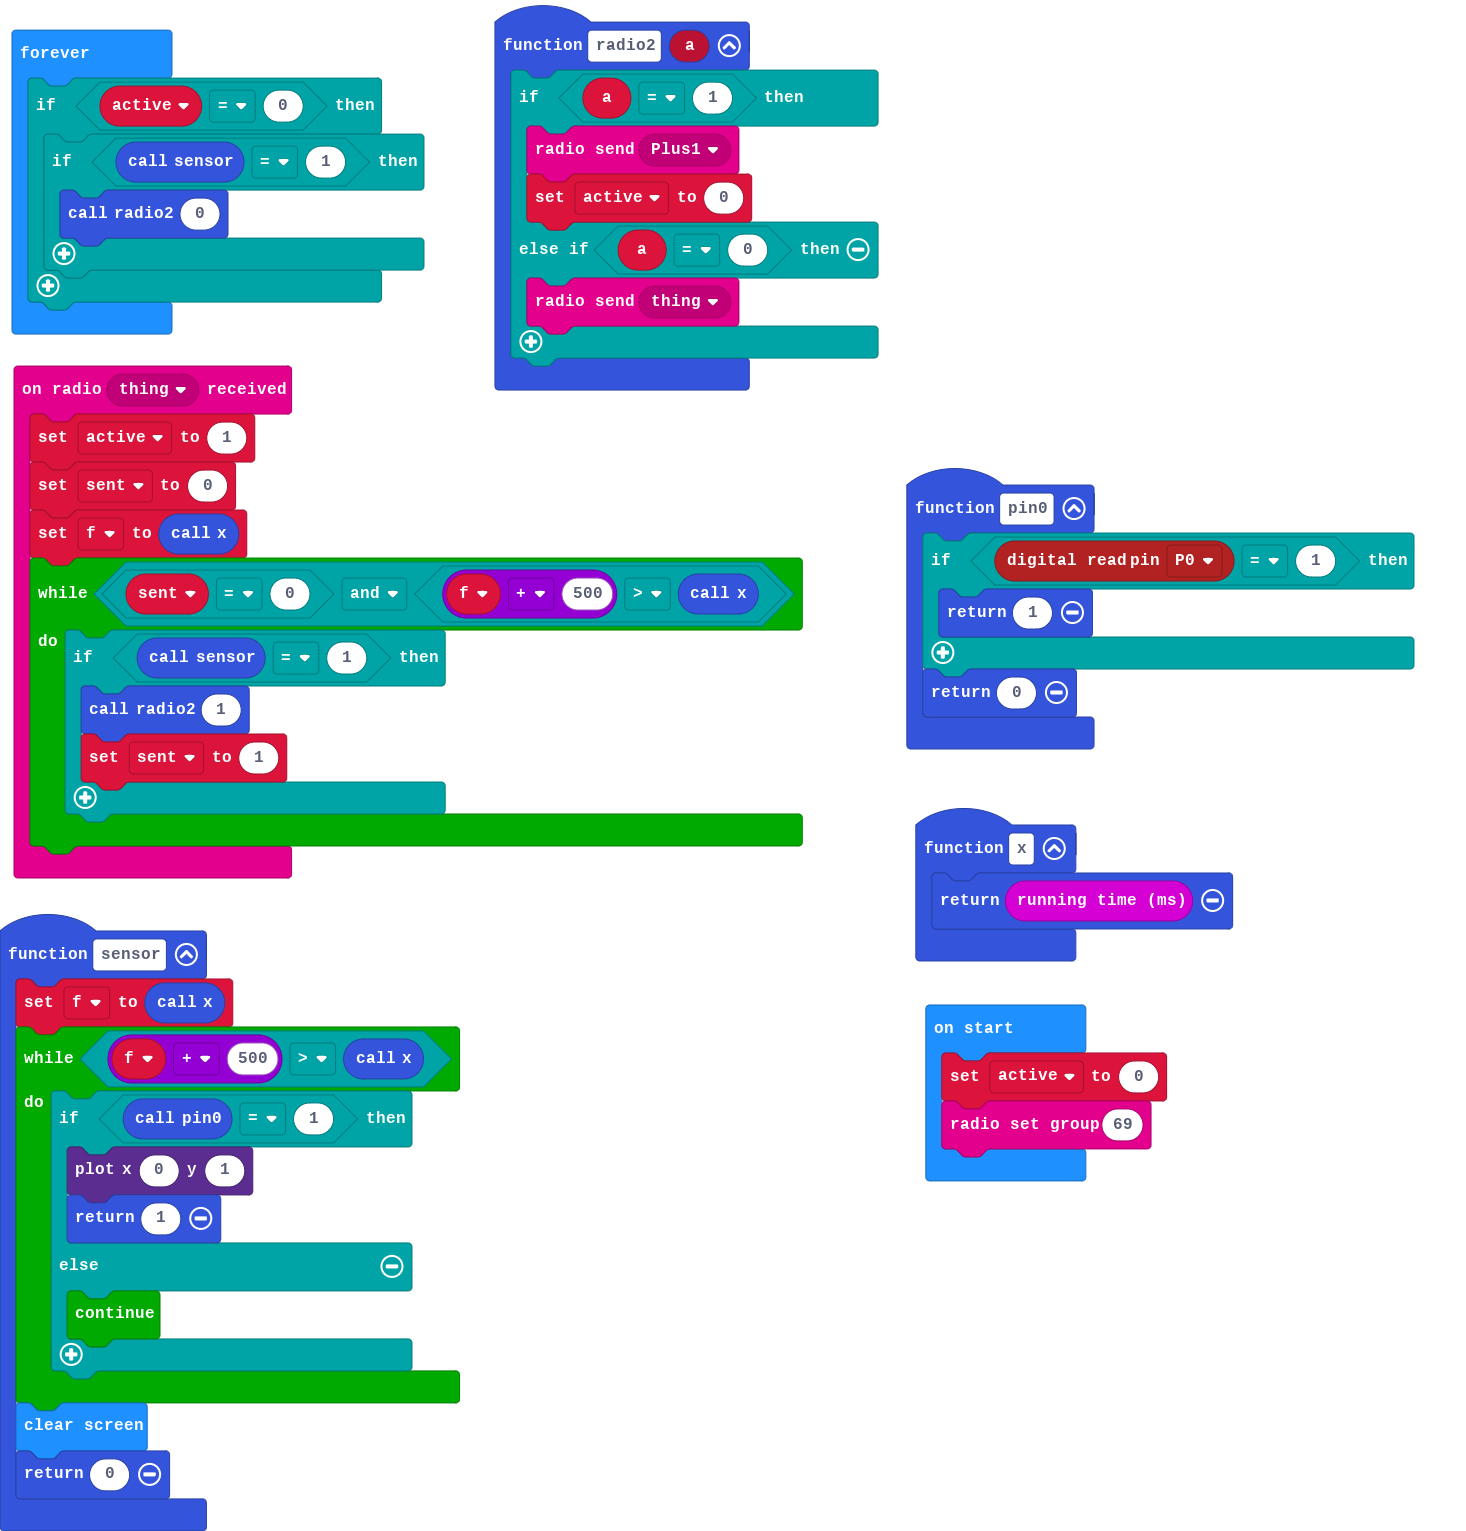 forever
if active = 0 then
if call sensor = 1 then
call radio2 0
function radio2 a
if a = 1 then
radio send Plus1
set active to 0
else if a = 0 then
radio send thing
on radio thing received
set active to 1
set sent to 0
set f to call x
while sent = 0 and f + 500 > call x
do
if call sensor = 1 then
call radio2 1
set sent to 1
function pin0
if digital read pin P0 = 1 then
return 1
return 0
function x
return running time (ms)
function sensor
set f to call x
while f + 500 > call x
do
if call pin0 = 1 then
plot x 0 y 1
return 1
else
continue
clear screen
return 0
on start
set active to 0
radio set group 69